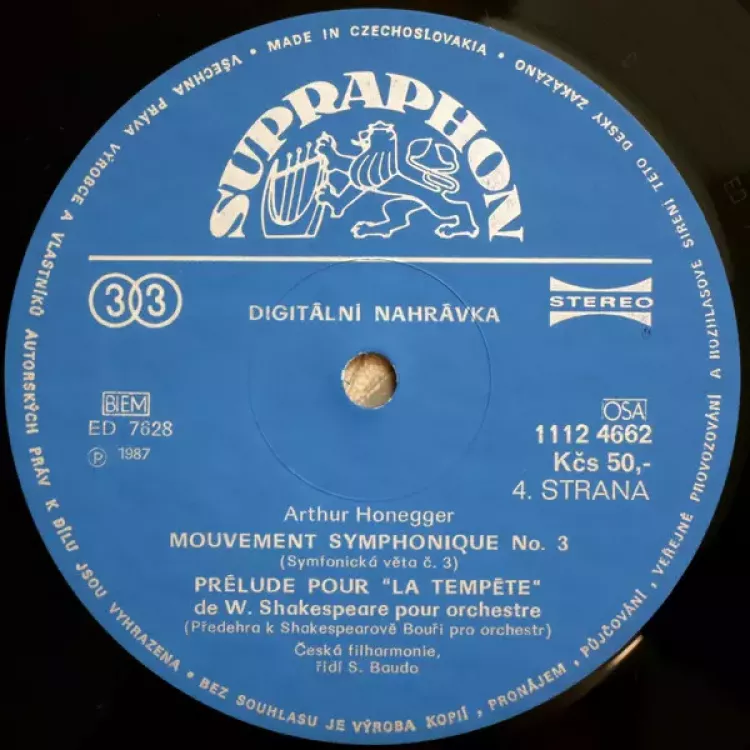 • MADE IN CZECHOSLOVAKIA •
VŠECHNA PRÁVA VÝROBCE A VLASTNÍKŮ AUTORSKÝCH PRÁV K DÍLU JSOU VYHRAZENA • BEZ SOUHLASU JE VÝROBA KOPIÍ, PRONÁJEM, PŮJČOVÁNÍ, VEŘEJNÉ PROVOZOVÁNÍ A ROZHLASOVÉ ŠÍŘENÍ TÉTO DESKY ZAKÁZÁNO
SUPRAPHON
33
DIGITÂLNÍ NAHRÂVKA
STEREO
BIEM
ED 7628
℗ 1987
OSA
1112 4662
Kčs 50,-
4. STRANA
Arthur Honegger
MOUVEMENT SYMPHONIQUE No. 3
(Symfonická věta č. 3)
PRÉLUDE POUR "LA TEMPÊTE"
de W. Shakespeare pour orchestre
(Předehra k Shakespearově Bouři pro orchestr)
Česká filharmonie,
řídí S. Baudo